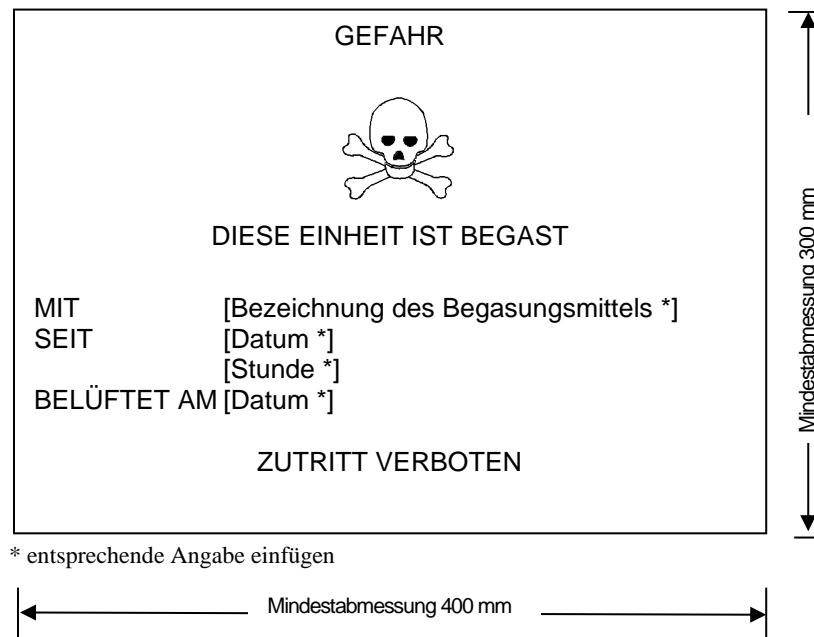 GEFAHR
DIESE EINHEIT IST BEGAST
MIT [Bezeichnung des Begasungsmittels *]
SEIT [Datum *]
[Stunde *]
BELÜFTET AM [Datum *]
ZUTRITT VERBOTEN
Mindestabmessung 300 mm
* entsprechende Angabe einfügen
Mindestabmessung 400 mm